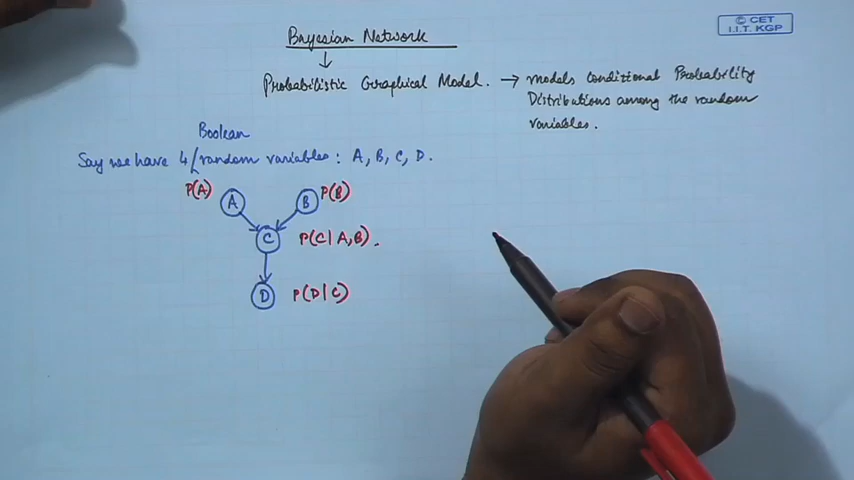 Bayesian Network
© CET
I.I.T. KGP
Probabilistic Graphical Model. → models conditional Probability
Distributions among the random
variables.
Boolean
Say we have 4 random variables : A, B, C, D.
P(A) A B P(B)
C P(C | A, B).
D P(D | C)